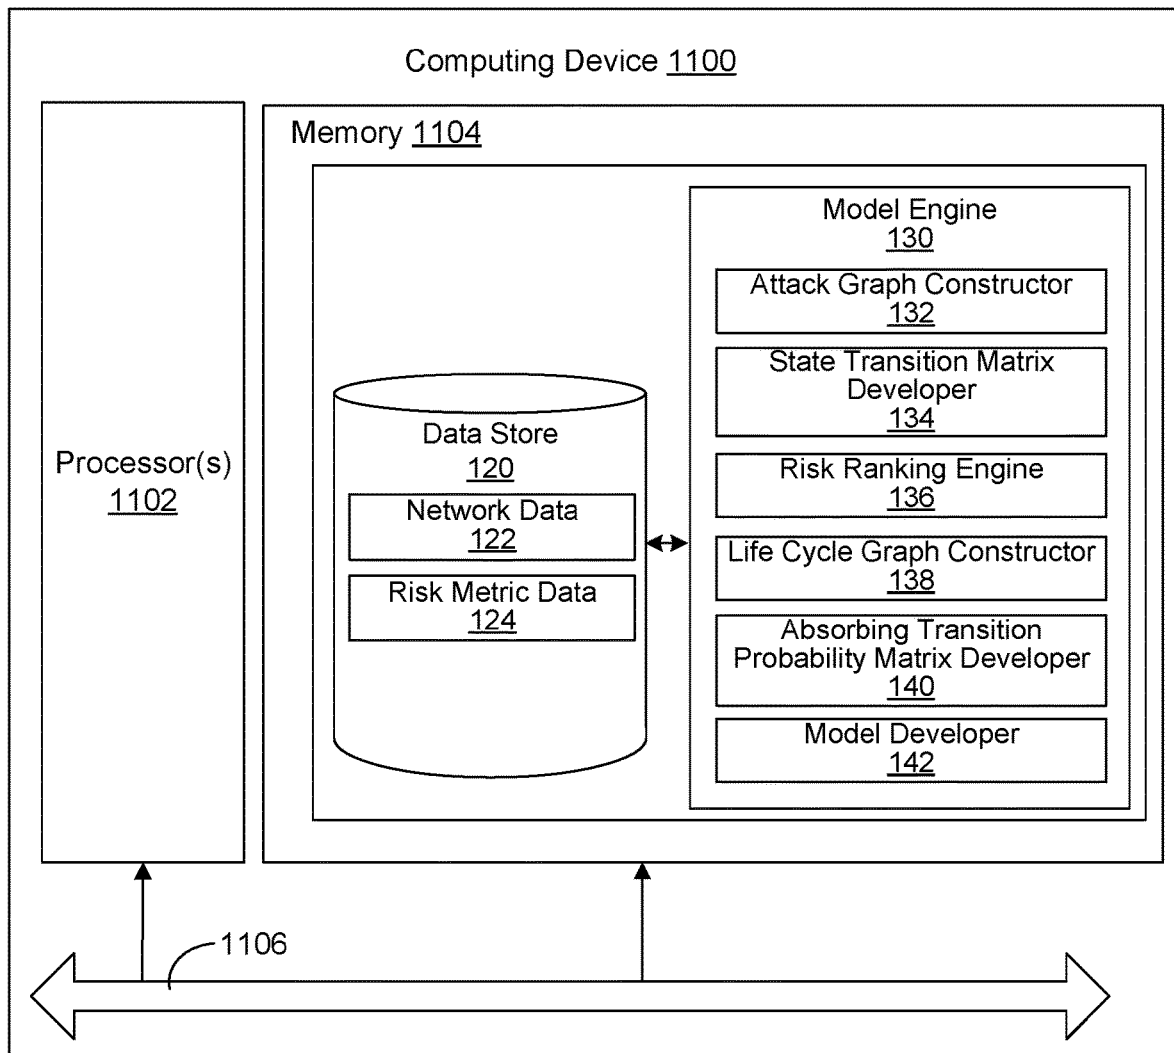 Computing Device 1100
Processor(s)
1102
Memory 1104
Data Store
120
Network Data
122
Risk Metric Data
124
Model Engine
130
Attack Graph Constructor
132
State Transition Matrix
Developer
134
Risk Ranking Engine
136
Life Cycle Graph Constructor
138
Absorbing Transition
Probability Matrix Developer
140
Model Developer
142
1106